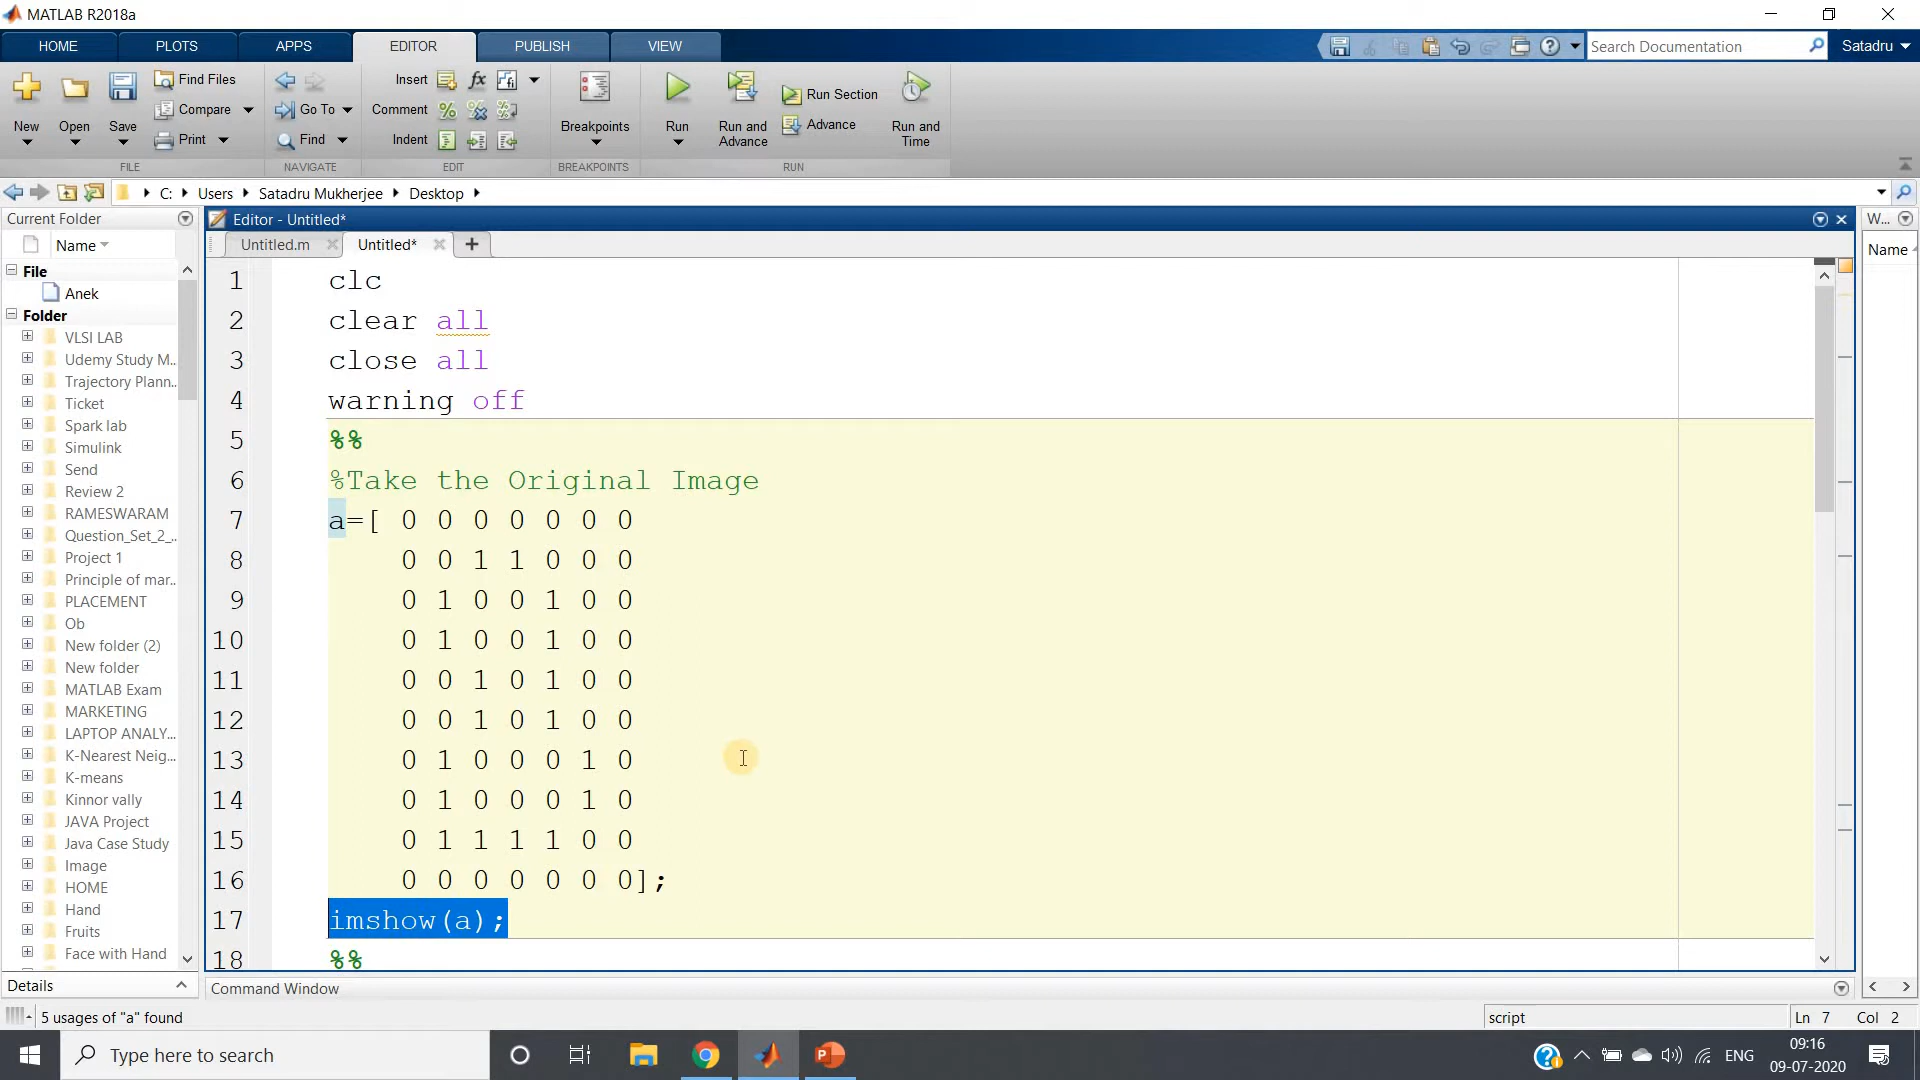 MATLAB R2018a
HOME PLOTS APPS EDITOR PUBLISH VIEW
Search Documentation
Satadru
New Open Save
Find Files
Compare
Print
FILE
Go To
Find
NAVIGATE
Insert
Comment
Indent
EDIT
Breakpoints
BREAKPOINTS
Run
Run and Advance
Run Section
Advance
Run and Time
RUN
C: Users Satadru Mukherjee Desktop
Current Folder
Name
File
Anek
Folder
VLSI LAB
Udemy Study M...
Trajectory Plann...
Ticket
Spark lab
Simulink
Send
Review 2
RAMESWARAM
Question_Set_2_...
Project 1
Principle of mar...
PLACEMENT
Ob
New folder (2)
New folder
MATLAB Exam
MARKETING
LAPTOP ANALY...
K-Nearest Neig...
K-means
Kinnor vally
JAVA Project
Java Case Study
Image
HOME
Hand
Fruits
Face with Hand
Details
Editor - Untitled*
Untitled.m Untitled*
1 clc
2 clear all
3 close all
4 warning off
5 %%
6 %Take the Original Image
7 a=[ 0 0 0 0 0 0 0
8 0 0 1 1 0 0 0
9 0 1 0 0 1 0 0
10 0 1 0 0 1 0 0
11 0 0 1 0 1 0 0
12 0 0 1 0 1 0 0
13 0 1 0 0 0 1 0
14 0 1 0 0 0 1 0
15 0 1 1 1 1 0 0
16 0 0 0 0 0 0 0];
17 imshow(a);
18 %%
Command Window
W...
Name
5 usages of "a" found
script
Ln 7 Col 2
Type here to search
ENG
09:16
09-07-2020